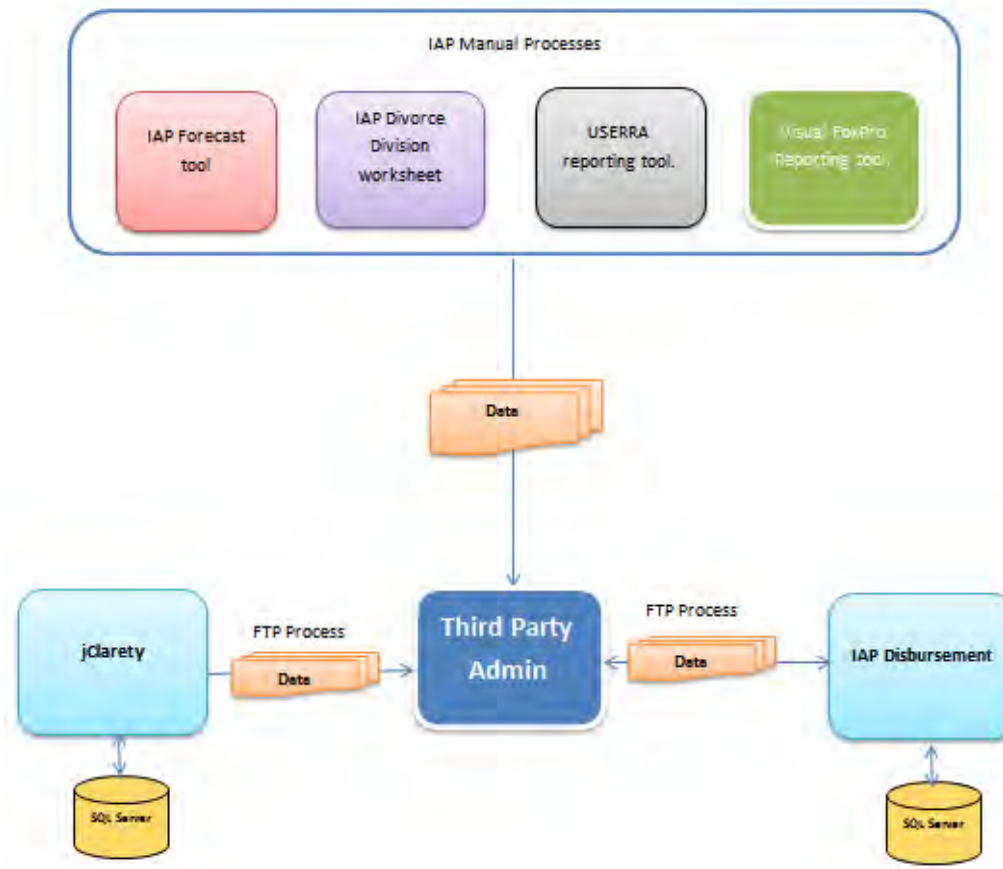 IAP Manual Processes
IAP Forecast
tool
IAP Divorce
Division
worksheet
USERRA
reporting tool.
Visual FoxPro
Reporting tool.
Data
jClarety
FTP Process
Data
Third Party
Admin
FTP Process
Data
IAP Disbursement
SQL Server
SQL Server